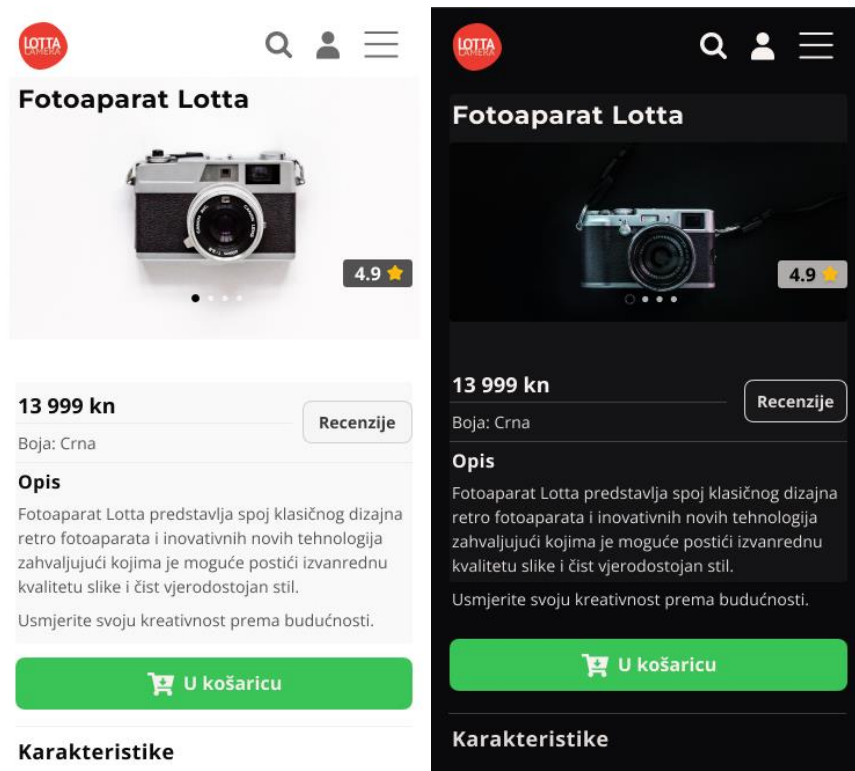 LOTTA
CAMERA
Fotoaparat Lotta
4.9
13 999 kn
Recenzije
Boja: Crna
Opis
Fotoaparat Lotta predstavlja spoj klasičnog dizajna
retro fotoaparata i inovativnih novih tehnologija
zahvaljujući kojima je moguće postići izvanrednu
kvalitetu slike i čist vjerodostojan stil.
Usmjerite svoju kreativnost prema budućnosti.
U košaricu
Karakteristike
LOTTA
CAMERA
Fotoaparat Lotta
4.9
13 999 kn
Recenzije
Boja: Crna
Opis
Fotoaparat Lotta predstavlja spoj klasičnog dizajna
retro fotoaparata i inovativnih novih tehnologija
zahvaljujući kojima je moguće postići izvanrednu
kvalitetu slike i čist vjerodostojan stil.
Usmjerite svoju kreativnost prema budućnosti.
U košaricu
Karakteristike